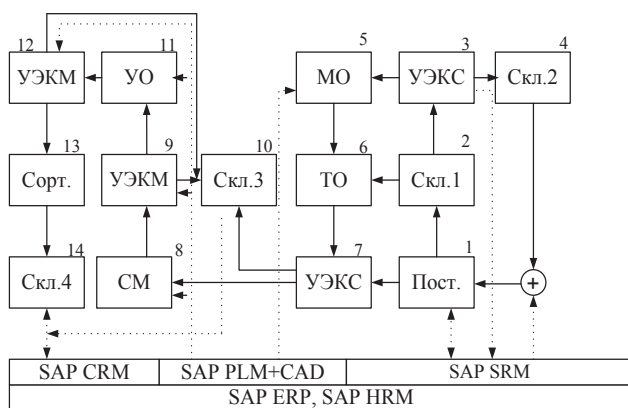 12 11 5 3 4
УЭКМ УО МО УЭКС Скл.2
13 9 10 6 2
Сорт. УЭКМ Скл.3 ТО Скл.1
14 8 7 1
Скл.4 СМ УЭКС Пост. +
SAP CRM SAP PLM+CAD SAP SRM
SAP ERP, SAP HRM